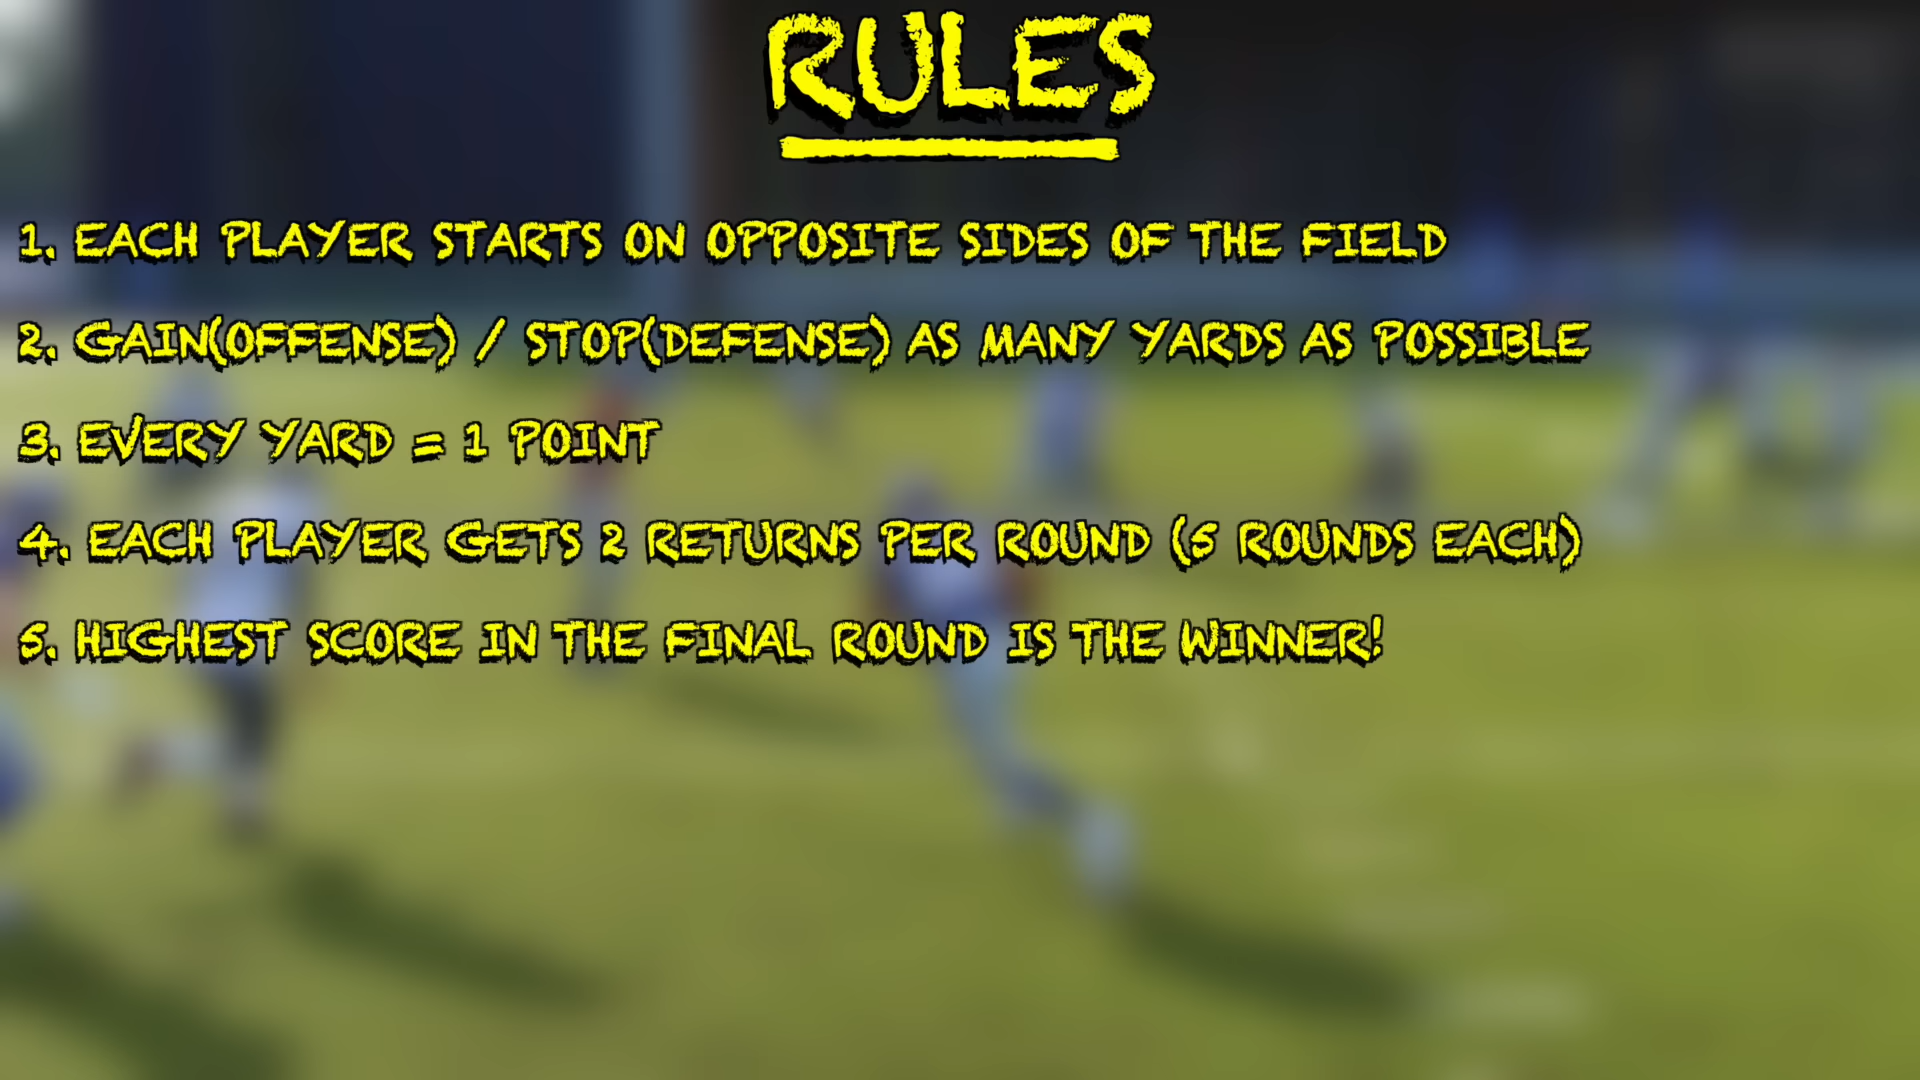 RULES
1. EACH PLAYER STARTS ON OPPOSITE SIDES OF THE FIELD
2. GAIN(OFFENSE) / STOP(DEFENSE) AS MANY YARDS AS POSSIBLE
3. EVERY YARD = 1 POINT
4. EACH PLAYER GETS 2 RETURNS PER ROUND (5 ROUNDS EACH)
5. HIGHEST SCORE IN THE FINAL ROUND IS THE WINNER!